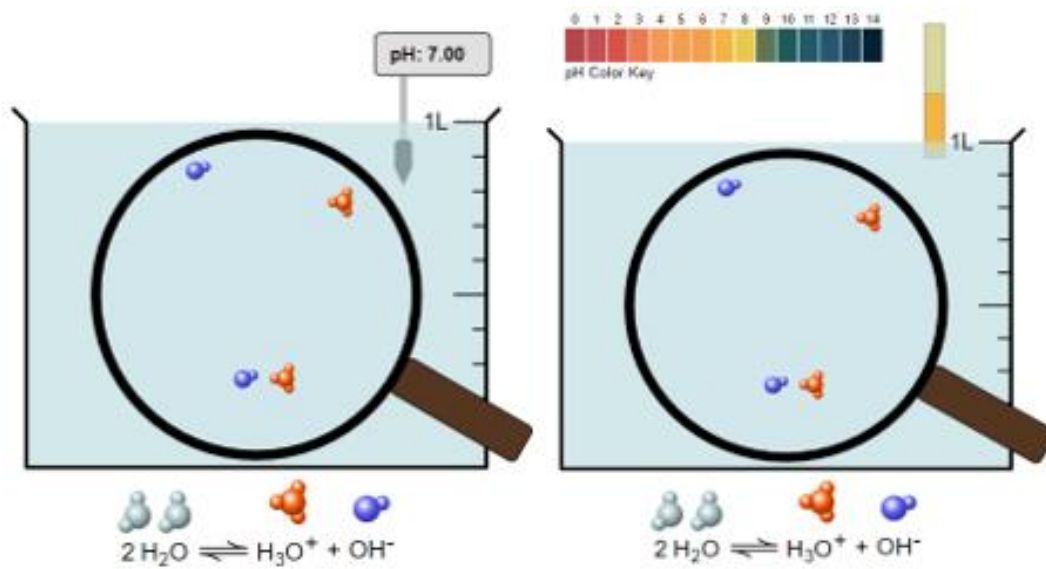 pH: 7.00
1L
2 H₂O ⇌ H₃O⁺ + OH⁻
0 1 2 3 4 5 6 7 8 9 10 11 12 13 14
pH Color Key
1L
2 H₂O ⇌ H₃O⁺ + OH⁻